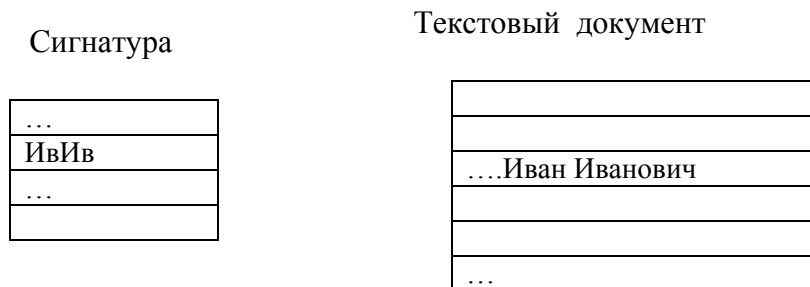 Сигнатура
Текстовый документ
…
ИвИв
…
….Иван Иванович
…